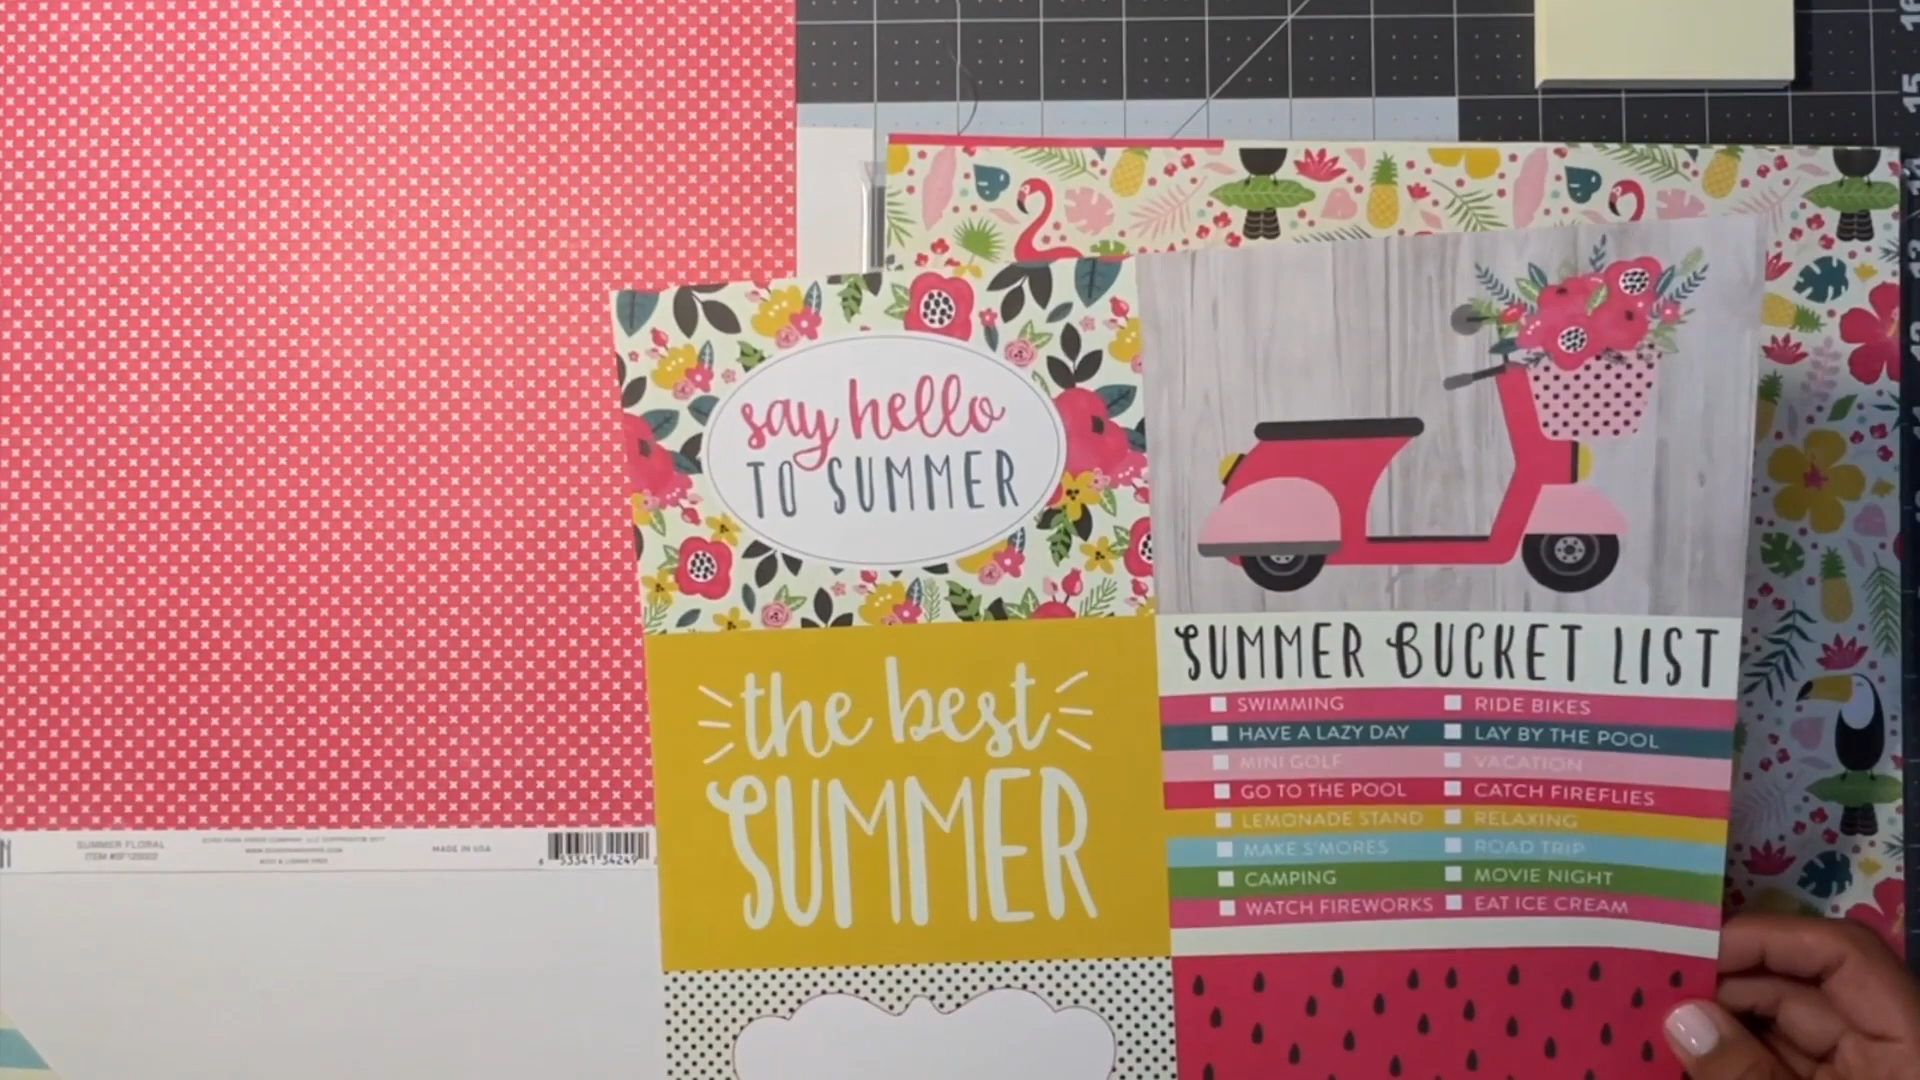 say hello
TO SUMMER
the best
SUMMER
SUMMER BUCKET LIST
SWIMMING
HAVE A LAZY DAY
MINI GOLF
GO TO THE POOL
LEMONADE STAND
MAKE S'MORES
CAMPING
WATCH FIREWORKS
RIDE BIKES
LAY BY THE POOL
VACATION
CATCH FIREFLIES
RELAXING
ROAD TRIP
MOVIE NIGHT
EAT ICE CREAM
SUMMER FLORAL
MADE IN USA
15